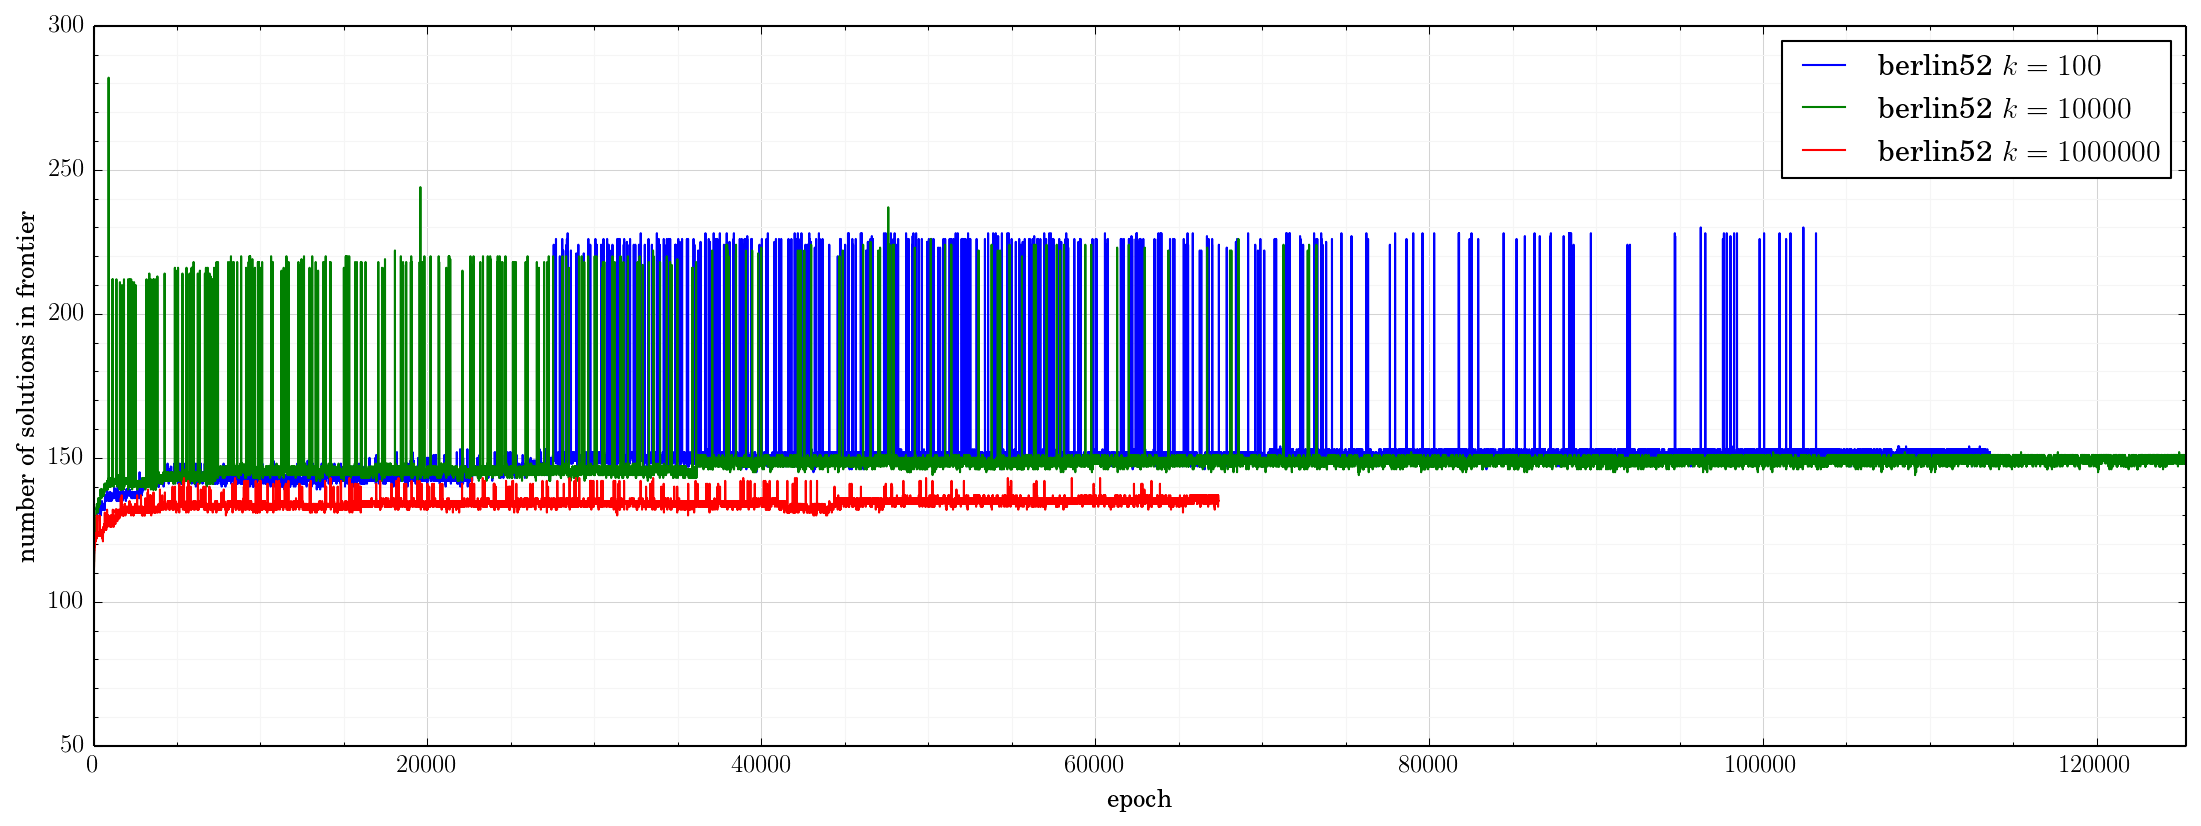 300
250
200
150
100
50
number of solutions in frontier
berlin52 k = 100
berlin52 k = 10000
berlin52 k = 1000000
0 20000 40000 60000 80000 100000 120000
epoch